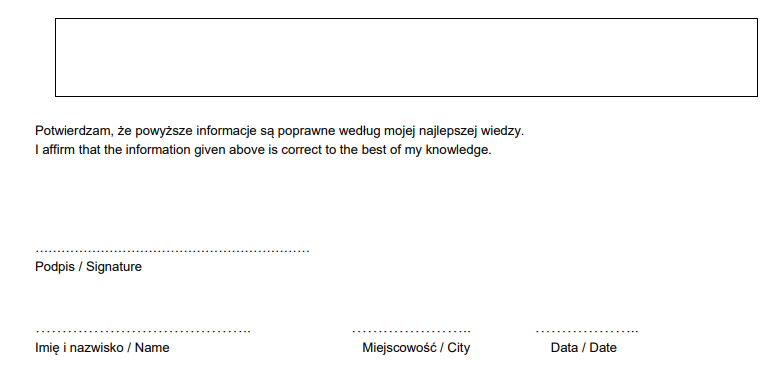 Potwierdzam, że powyższe informacje są poprawne według mojej najlepszej wiedzy.
I affirm that the information given above is correct to the best of my knowledge.
...............................................................
Podpis / Signature
…………………………………….. ………………….. ………………..
Imię i nazwisko / Name Miejscowość / City Data / Date